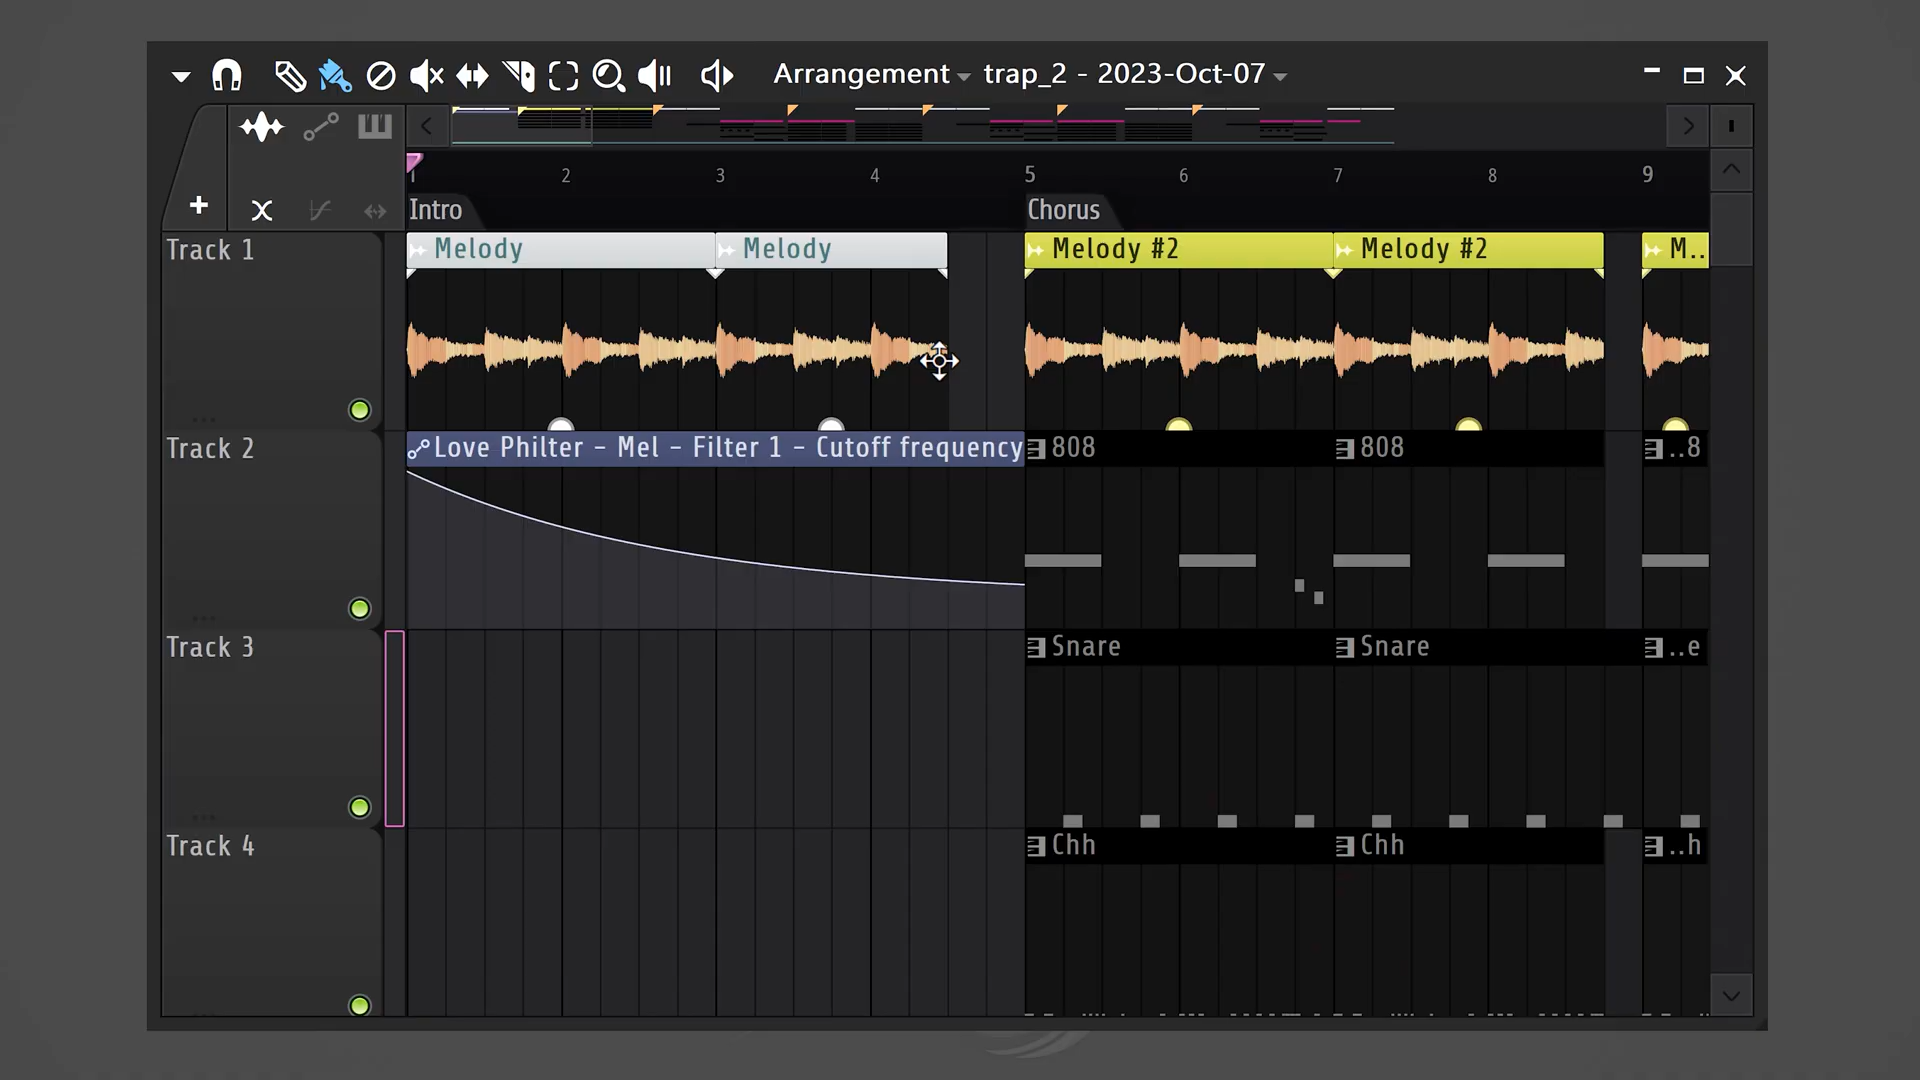 Arrangement trap_2 - 2023-Oct-07
1 2 3 4 5 6 7 8 9
Intro Chorus
Track 1 Melody Melody Melody #2 Melody #2 M..
Track 2 Love Philter - Mel - Filter 1 - Cutoff frequency 808 808 ..8
Track 3 Snare Snare ..e
Track 4 Chh Chh ..h